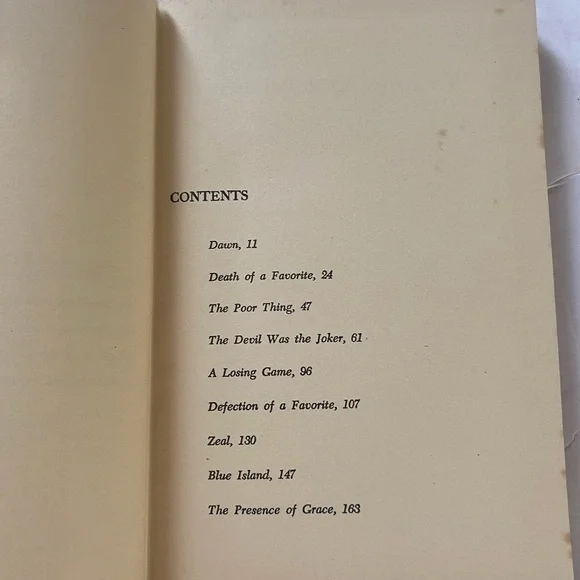 CONTENTS
Dawn, 11
Death of a Favorite, 24
The Poor Thing, 47
The Devil Was the Joker, 61
A Losing Game, 96
Defection of a Favorite, 107
Zeal, 130
Blue Island, 147
The Presence of Grace, 163